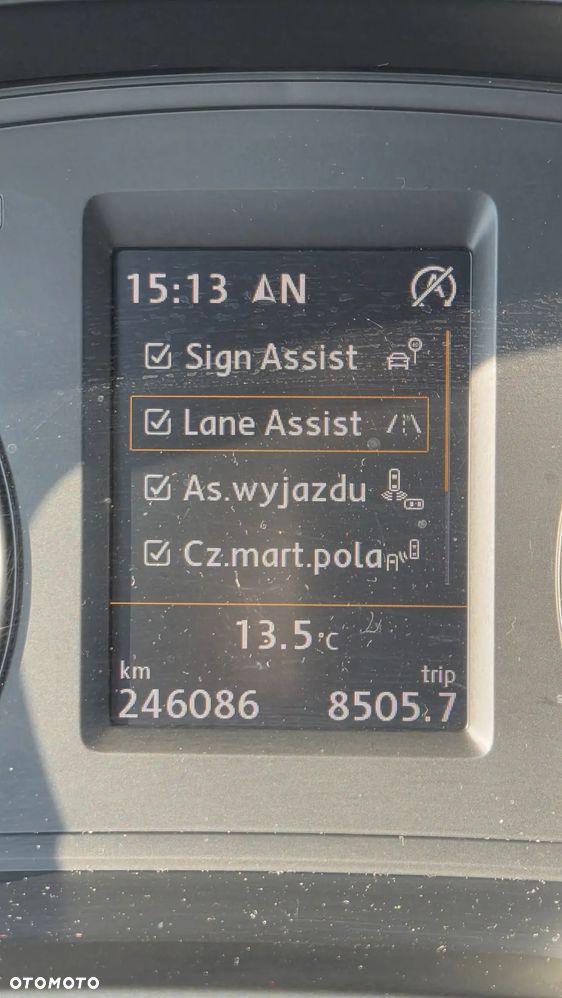 15:13 N
Sign Assist
Lane Assist
As.wyjazdu
Cz.mart.pola
13.5°C
km trip
246086 8505.7
OTOMOTO